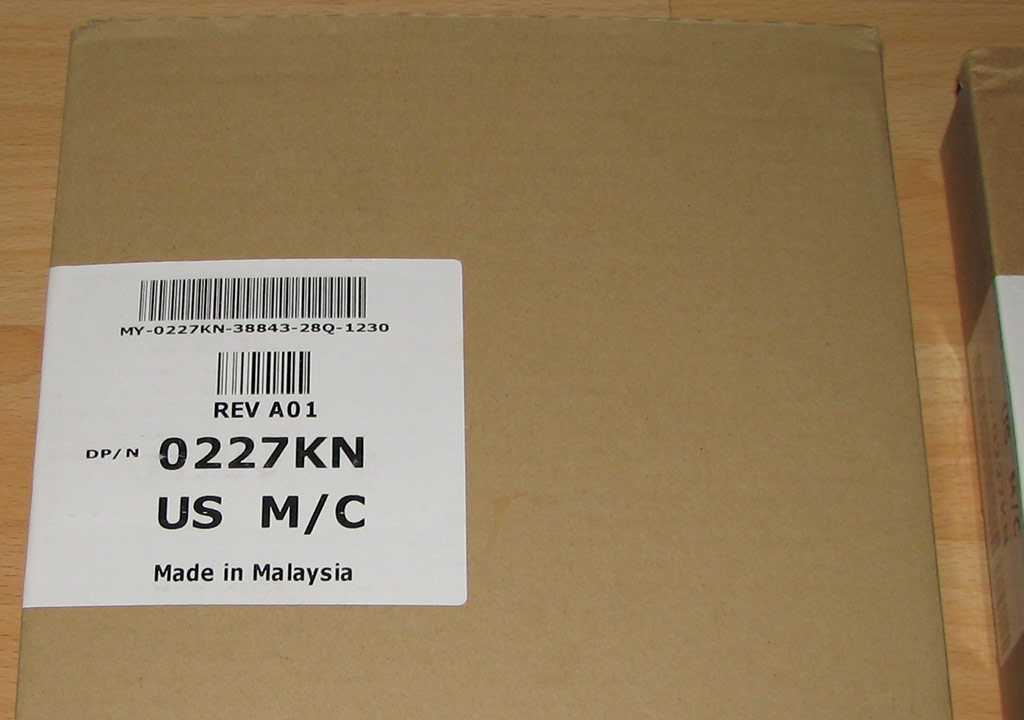 MY-0227KN-38843-28Q-1230
REV A01
DP/N 0227KN
US M/C
Made in Malaysia